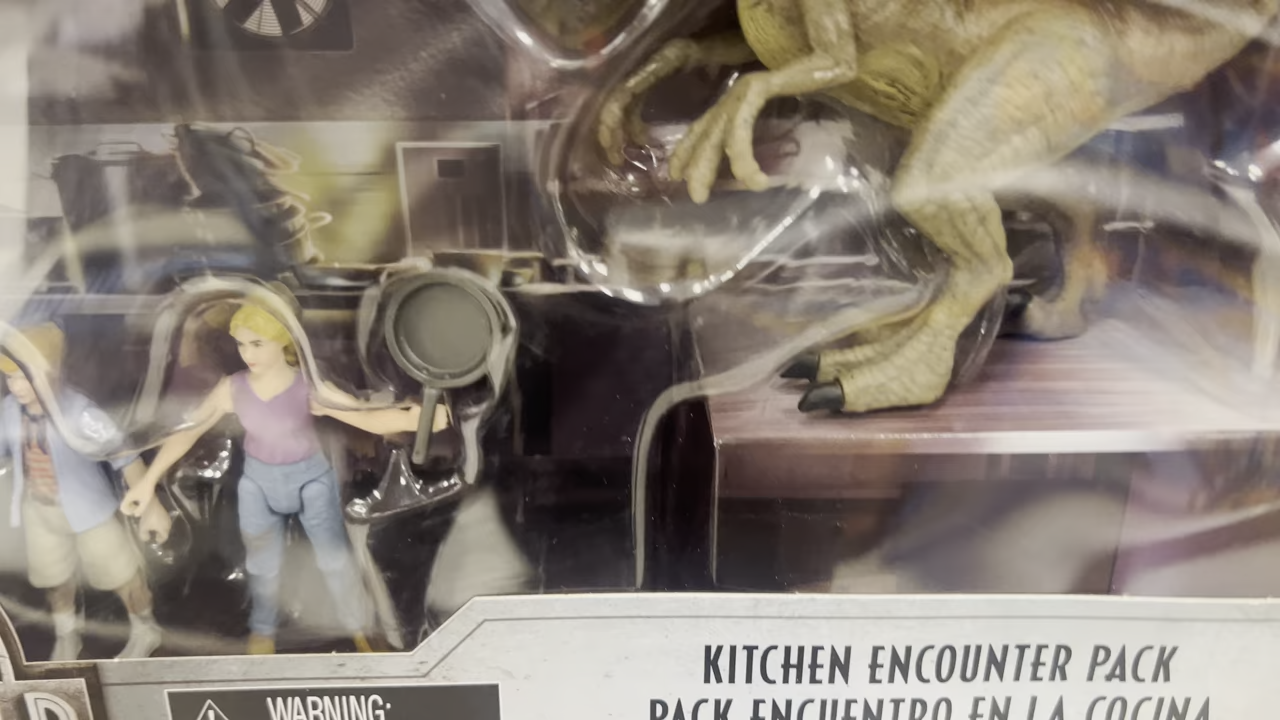 KITCHEN ENCOUNTER PACK
PACK ENCUENTRO EN LA COCINA
WARNING: